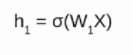 h₁ = σ(W₁X)